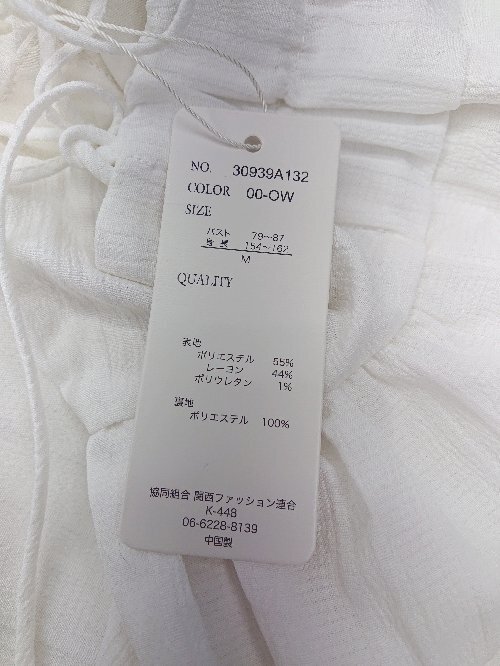 NO. 30939A132
COLOR 00-OW
SIZE
バスト 79～87
身長 154～162
M
QUALITY
表地
ポリエステル 55%
レーヨン 44%
ポリウレタン 1%
裏地
ポリエステル 100%
協同組合 関西ファッション連合
K-448
06-6228-8139
中国製